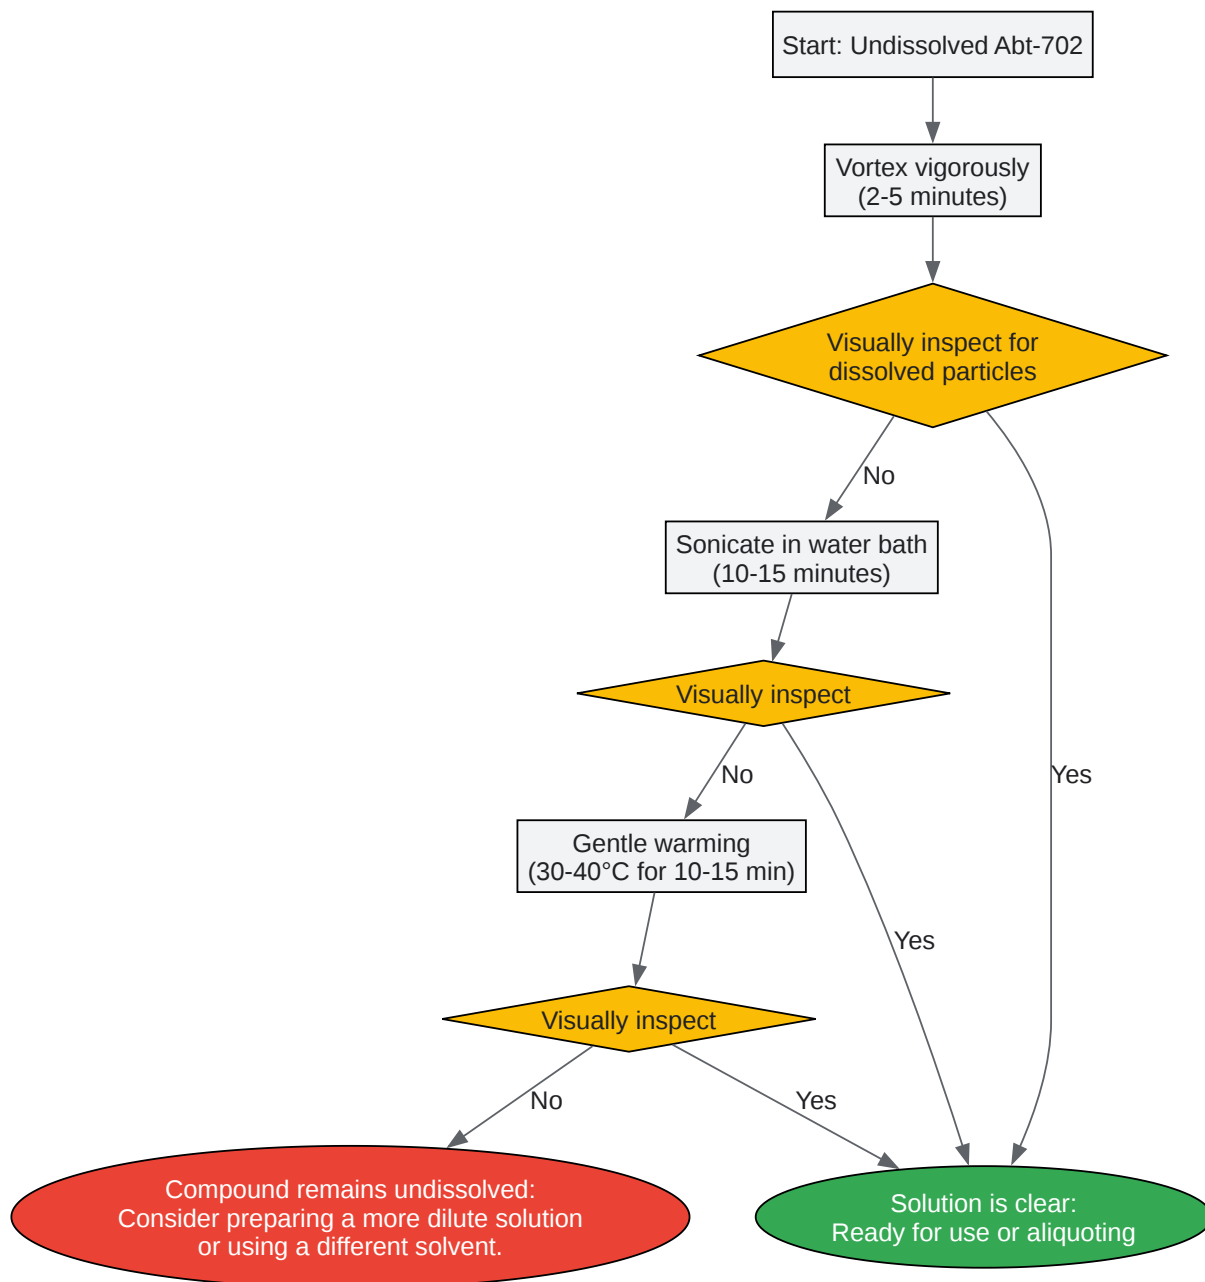 Start: Undissolved Abt-702
Vortex vigorously
(2-5 minutes)
Visually inspect for
dissolved particles
No
Sonicate in water bath
(10-15 minutes)
Visually inspect
No
Yes
Gentle warming
(30-40°C for 10-15 min)
Yes
Visually inspect
No
Yes
Compound remains undissolved:
Consider preparing a more dilute solution
or using a different solvent.
Solution is clear:
Ready for use or aliquoting